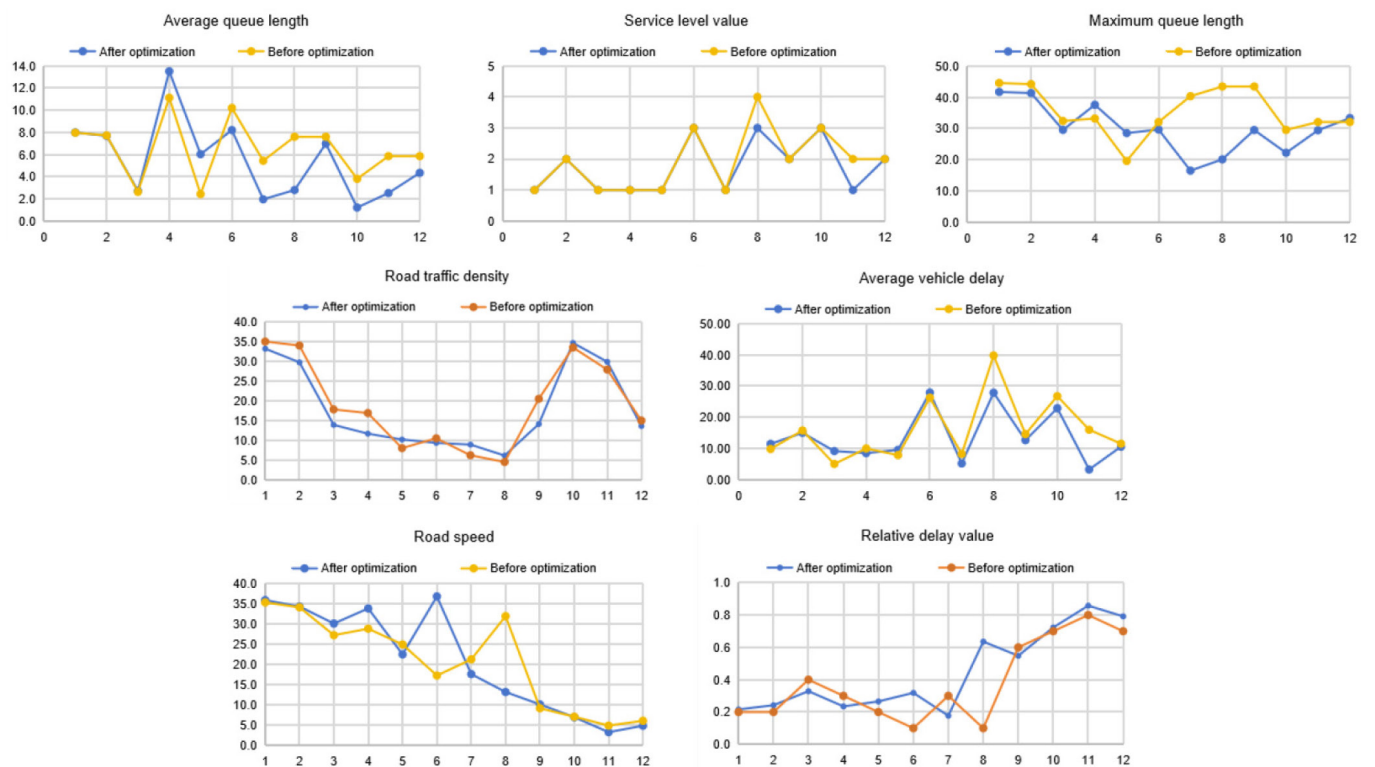 Average queue length
After optimization Before optimization
14.0
12.0
10.0
8.0
6.0
4.0
2.0
0.0
0 2 4 6 8 10 12
Service level value
After optimization Before optimization
5
4
3
2
1
0
0 2 4 6 8 10 12
Maximum queue length
After optimization Before optimization
50.0
40.0
30.0
20.0
10.0
0.0
0 2 4 6 8 10 12
Road traffic density
After optimization Before optimization
40.0
35.0
30.0
25.0
20.0
15.0
10.0
5.0
0.0
1 2 3 4 5 6 7 8 9 10 11 12
Average vehicle delay
After optimization Before optimization
50.00
40.00
30.00
20.00
10.00
0.00
0 2 4 6 8 10 12
Road speed
After optimization Before optimization
40.0
35.0
30.0
25.0
20.0
15.0
10.0
5.0
0.0
1 2 3 4 5 6 7 8 9 10 11 12
Relative delay value
After optimization Before optimization
1.0
0.8
0.6
0.4
0.2
0.0
1 2 3 4 5 6 7 8 9 10 11 12